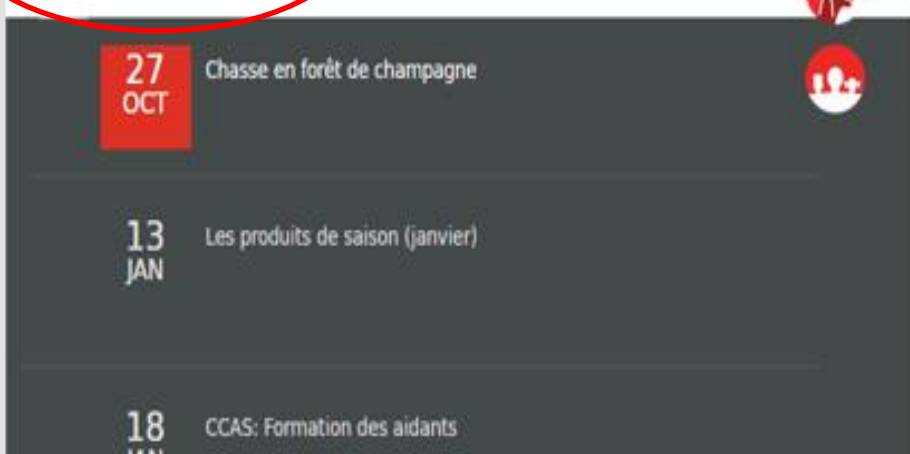 27
OCT
Chasse en forêt de champagne
13
JAN
Les produits de saison (janvier)
18
CCAS: Formation des aidants